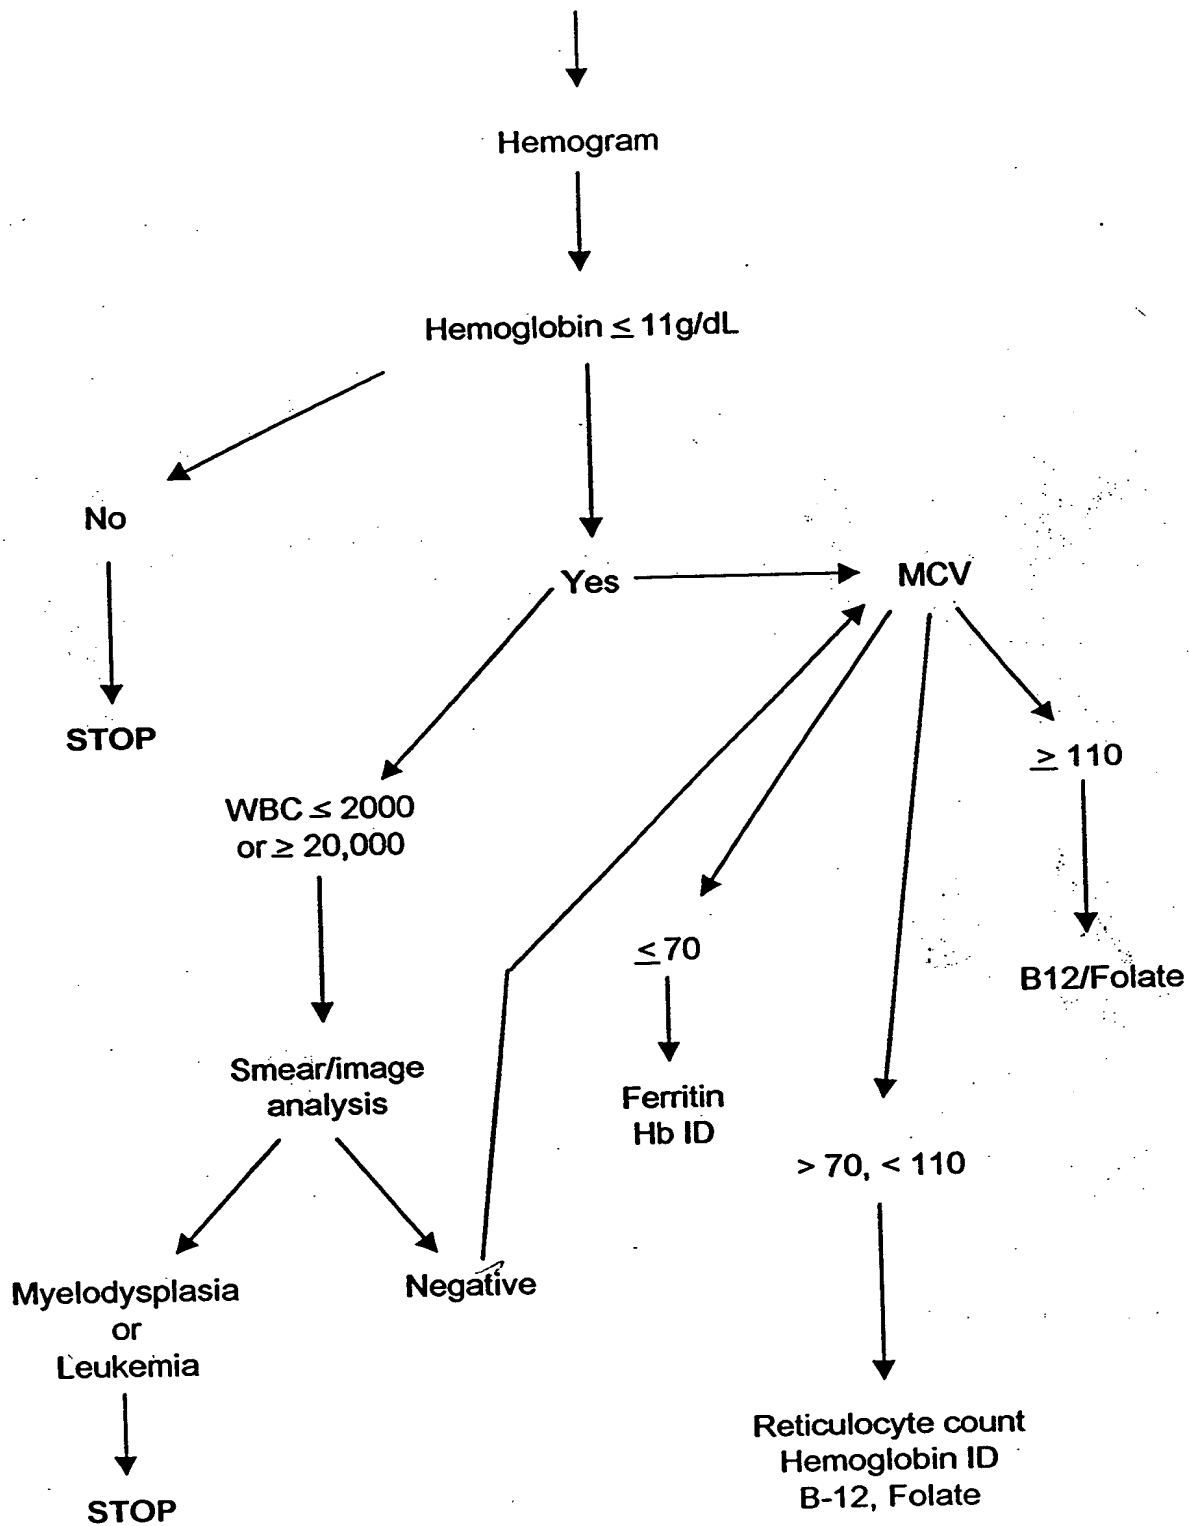 Hemogram
Hemoglobin ≤ 11g/dL
No
Yes
MCV
STOP
≥ 110
WBC ≤ 2000
or ≥ 20,000
≤ 70
B12/Folate
Smear/image
analysis
Ferritin
Hb ID
> 70, < 110
Negative
Myelodysplasia
or
Leukemia
Reticulocyte count
Hemoglobin ID
B-12, Folate
STOP